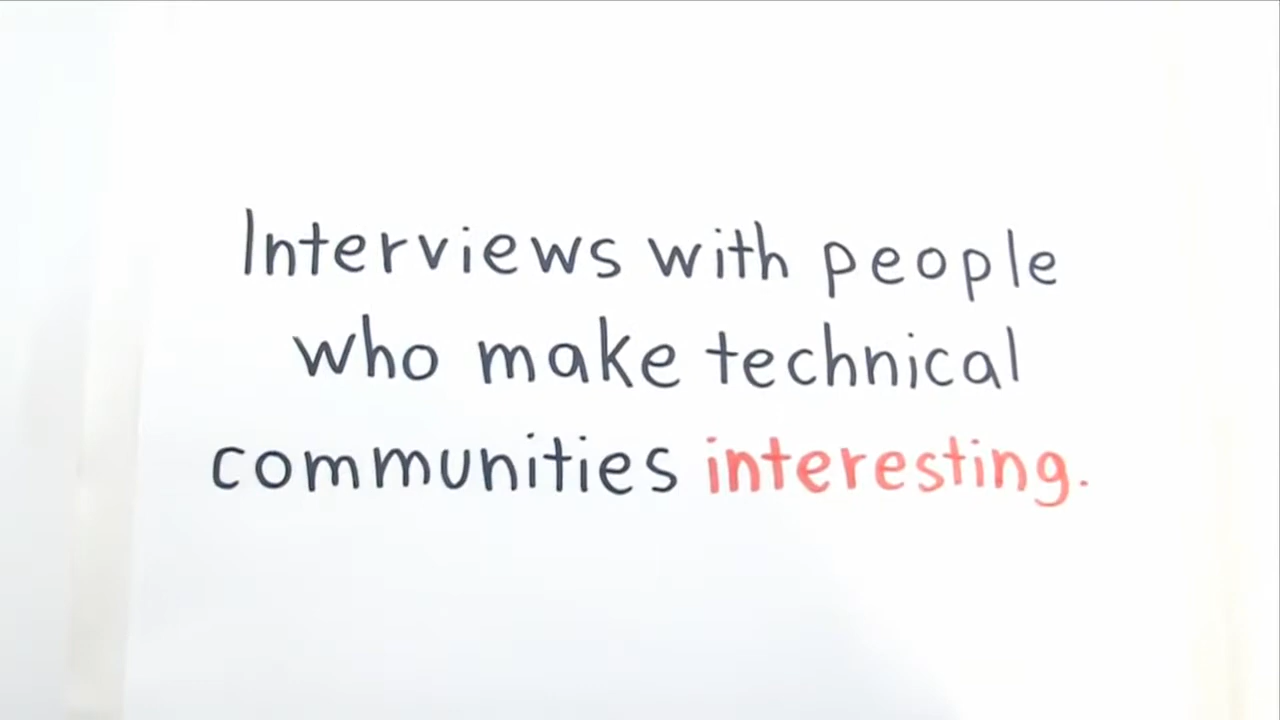 Interviews with people
who make technical
communities interesting.